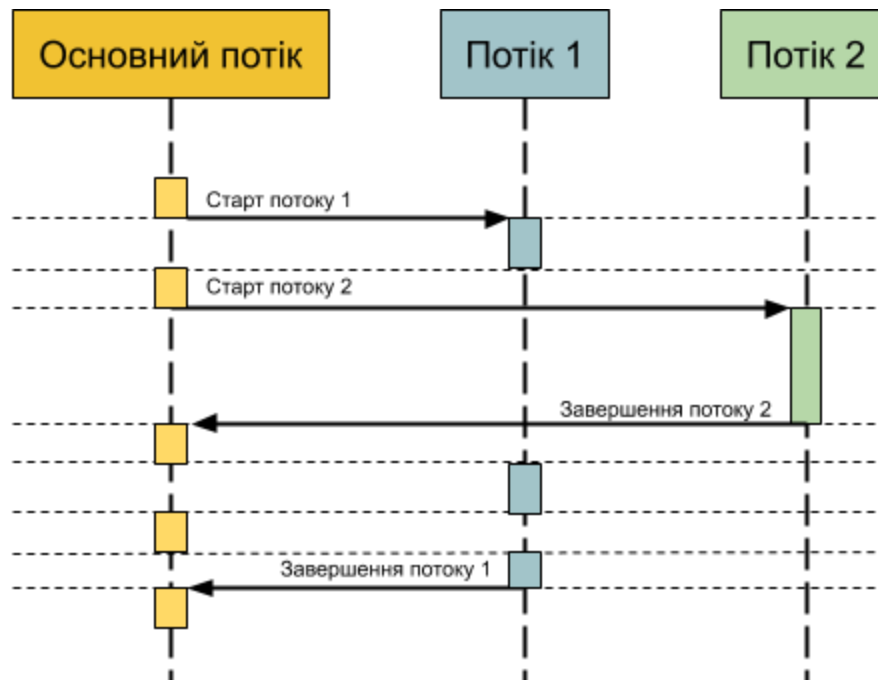 Основний потік
Потік 1
Потік 2
Старт потоку 1
Старт потоку 2
Завершення потоку 2
Завершення потоку 1